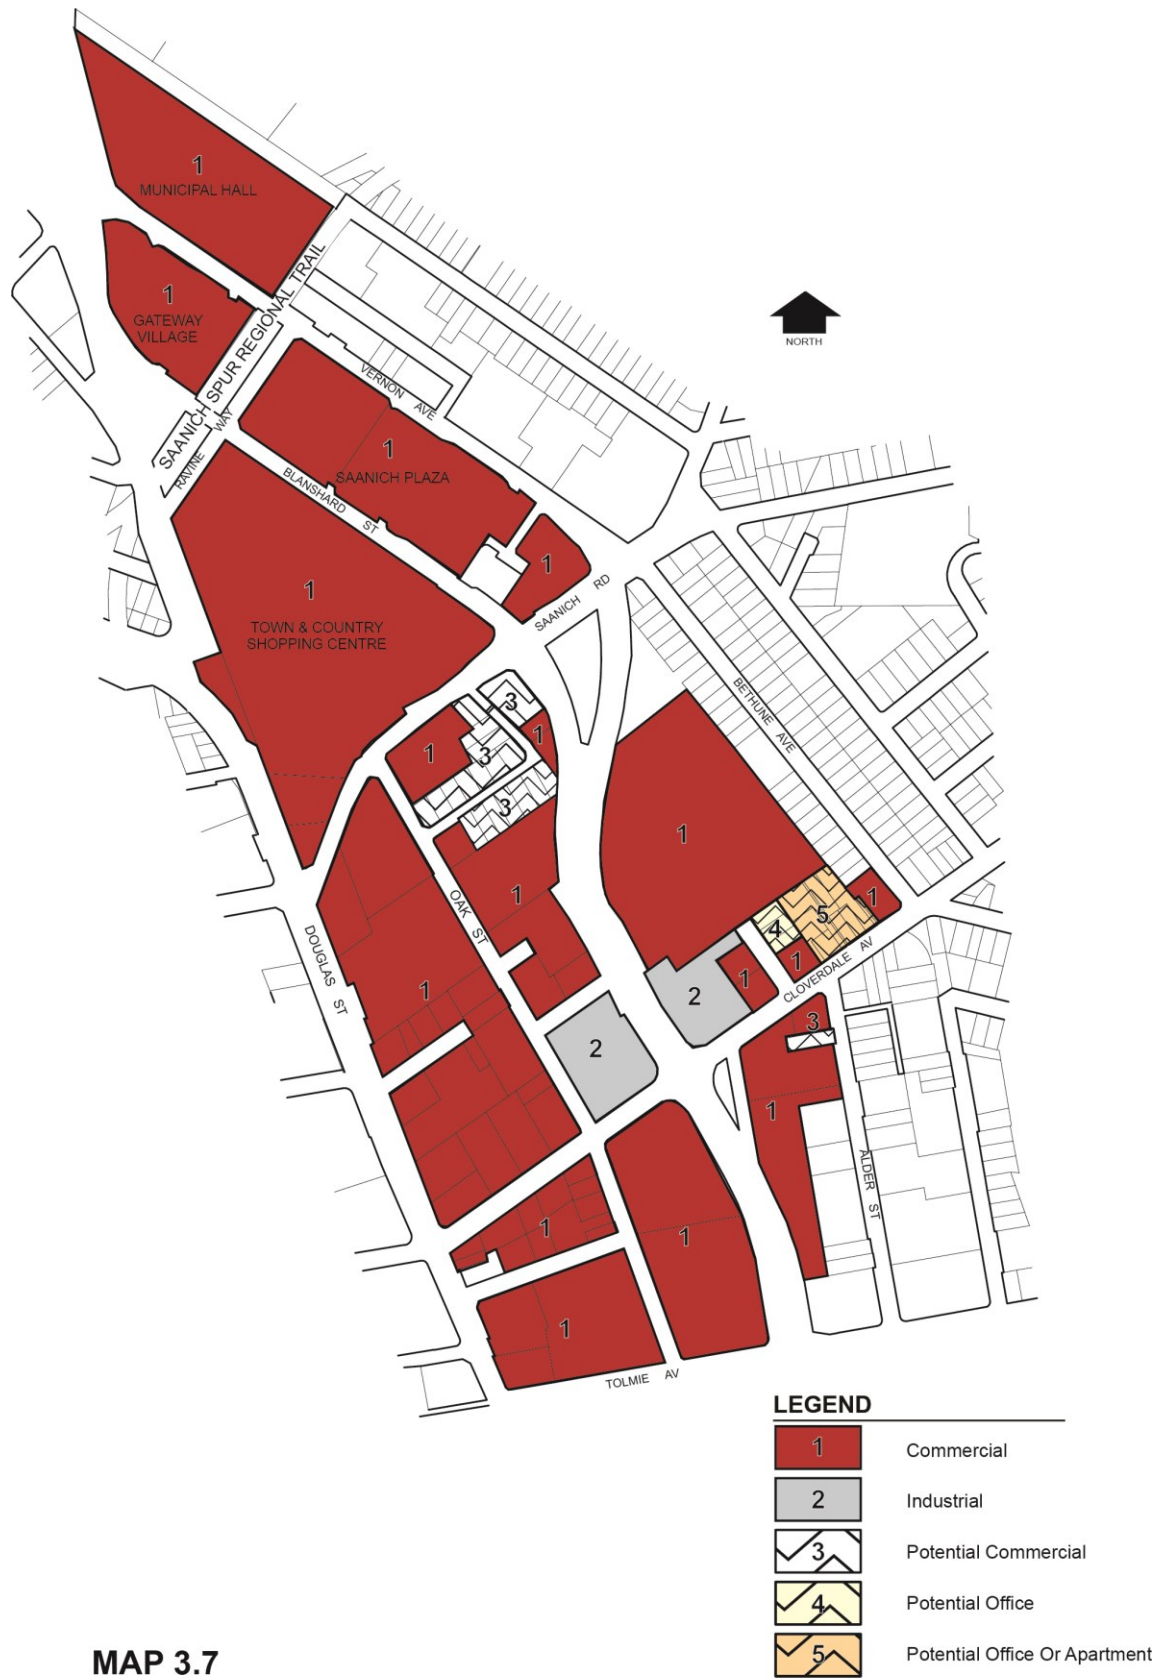 1
MUNICIPAL HALL
1
GATEWAY
VILLAGE
SAANICH SPUR REGIONAL TRAIL
NORTH
RAVINE WAY
VERNON AVE
1
SAANICH PLAZA
BLANSHARD ST
1
SAANICH RD
1
TOWN & COUNTRY
SHOPPING CENTRE
BETHUNE AVE
3
1
1
3
3
1
1
OAK ST
1
5
4
1
CLOVERDALE AV
DOUGLAS ST
1
2
1
3
2
1
ALDER ST
1
1
1
TOLMIE AV
LEGEND
1 Commercial
2 Industrial
3 Potential Commercial
4 Potential Office
5 Potential Office Or Apartment
MAP 3.7